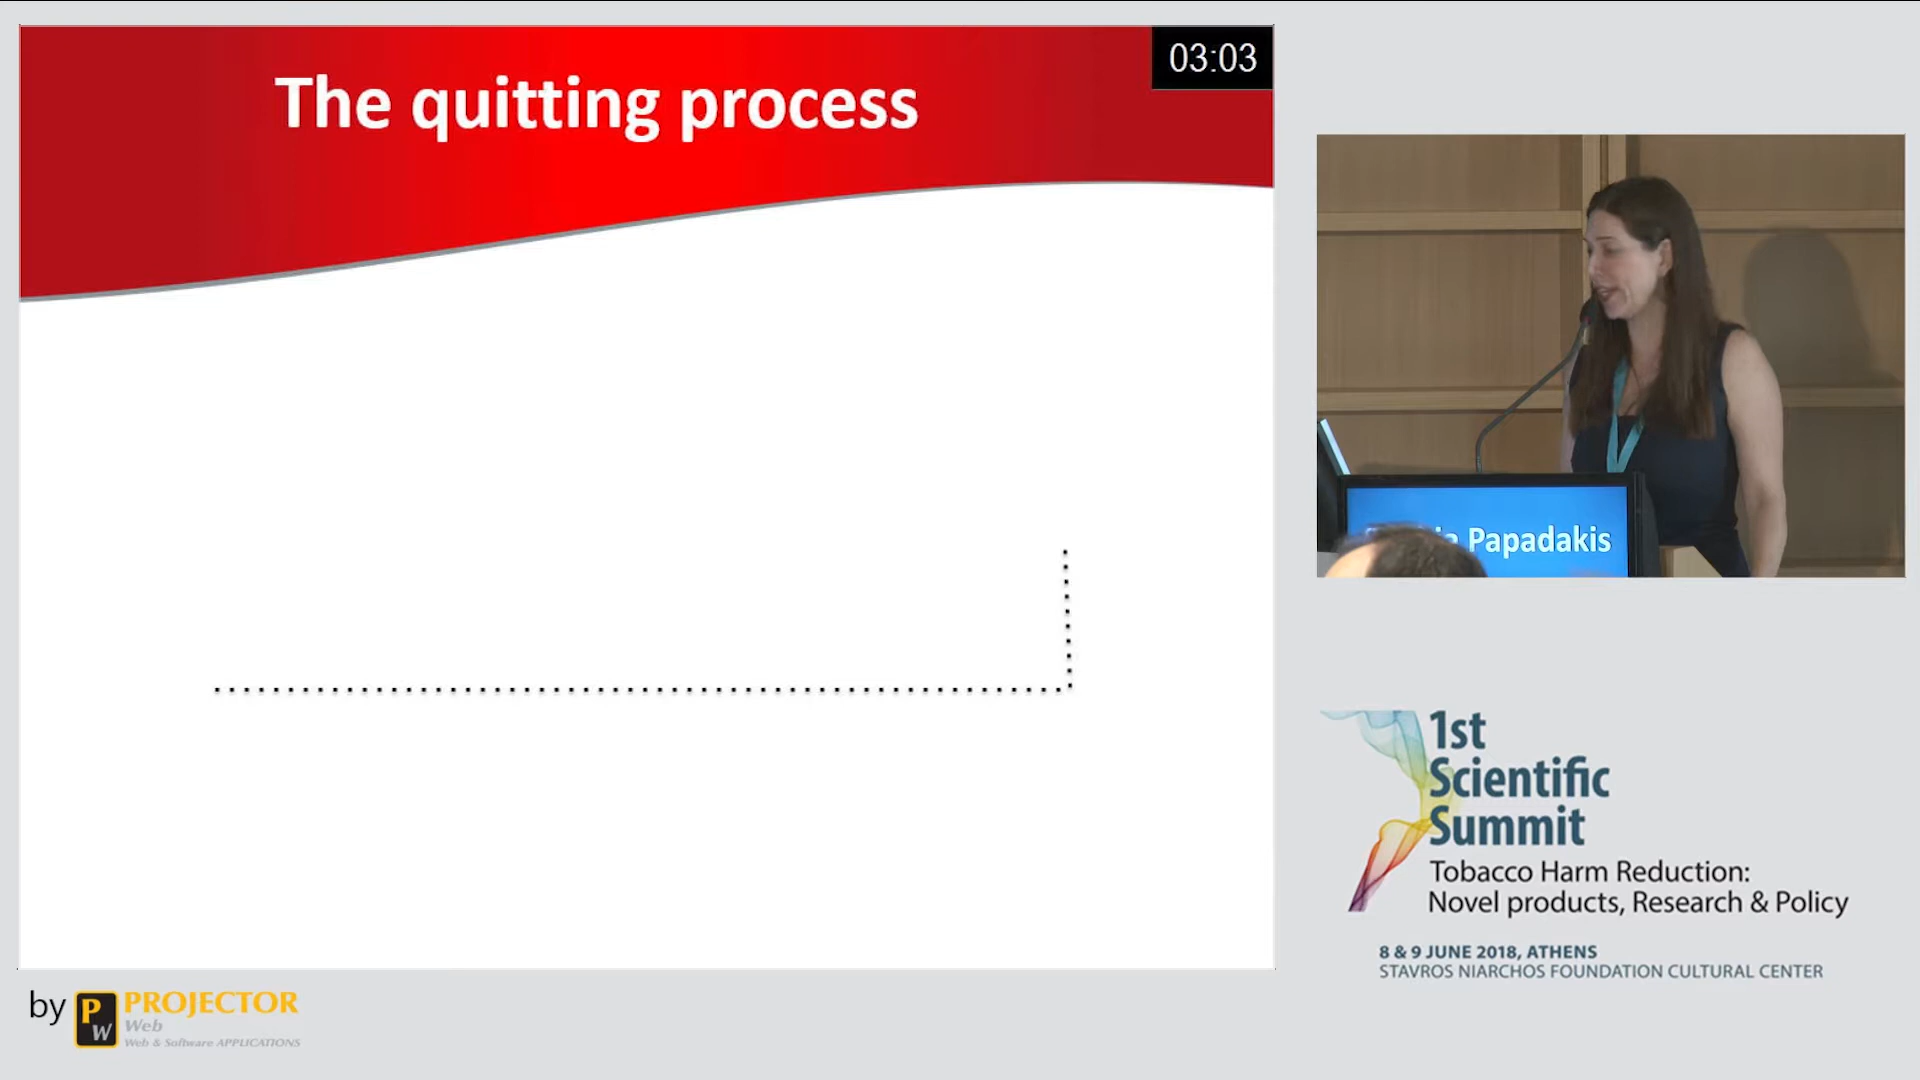 The quitting process
03:03
Papadakis
1st
Scientific
Summit
Tobacco Harm Reduction:
Novel products, Research & Policy
8 & 9 JUNE 2018, ATHENS
STAVROS NIARCHOS FOUNDATION CULTURAL CENTER
by PW PROJECTOR
Web
Web & Software APPLICATIONS